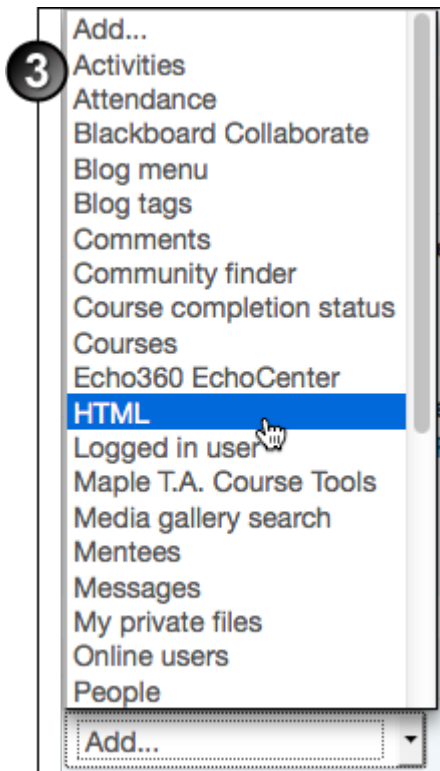 Add...
3
Activities
Attendance
Blackboard Collaborate
Blog menu
Blog tags
Comments
Community finder
Course completion status
Courses
Echo360 EchoCenter
HTML
Logged in user
Maple T.A. Course Tools
Media gallery search
Mentees
Messages
My private files
Online users
People
Add...